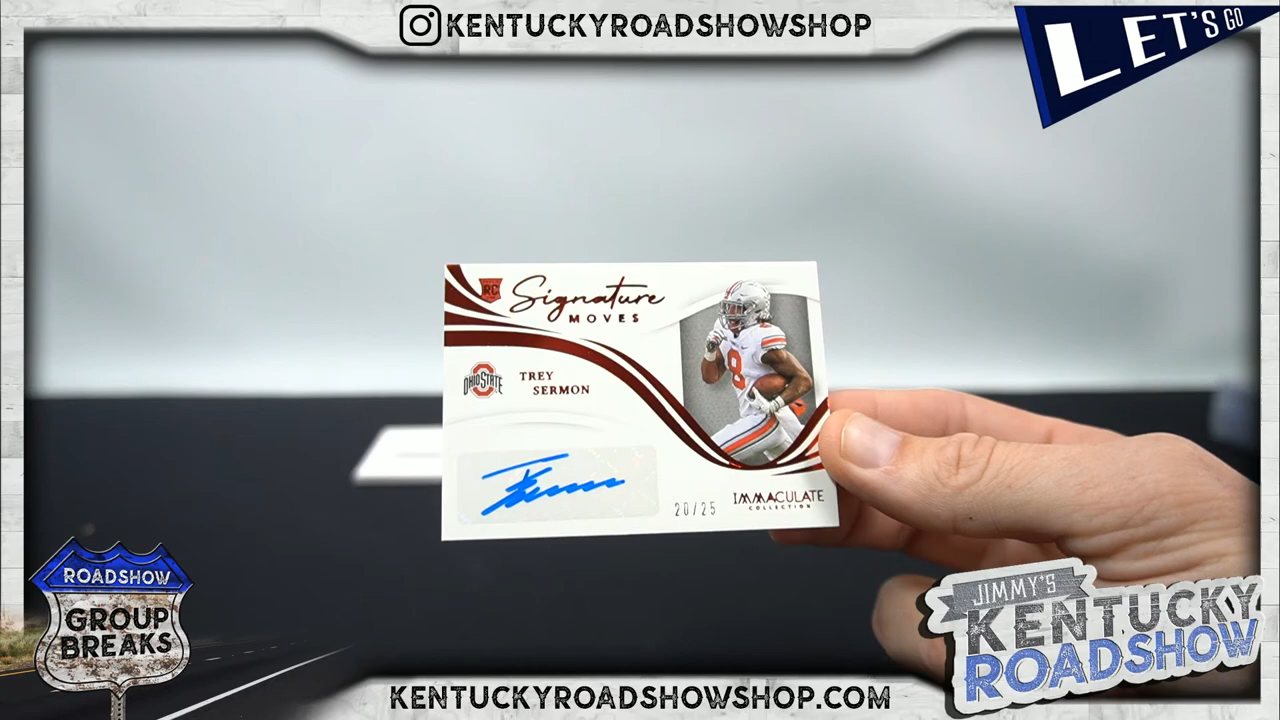 KENTUCKYROADSHOWSHOP
LET'S GO
RC
Signature
MOVES
OHIO STATE
TREY
SERMON
8
20/25
IMMACULATE
COLLECTION
ROADSHOW
GROUP
BREAKS
JIMMY'S
KENTUCKY
ROADSHOW
KENTUCKYROADSHOWSHOP.COM